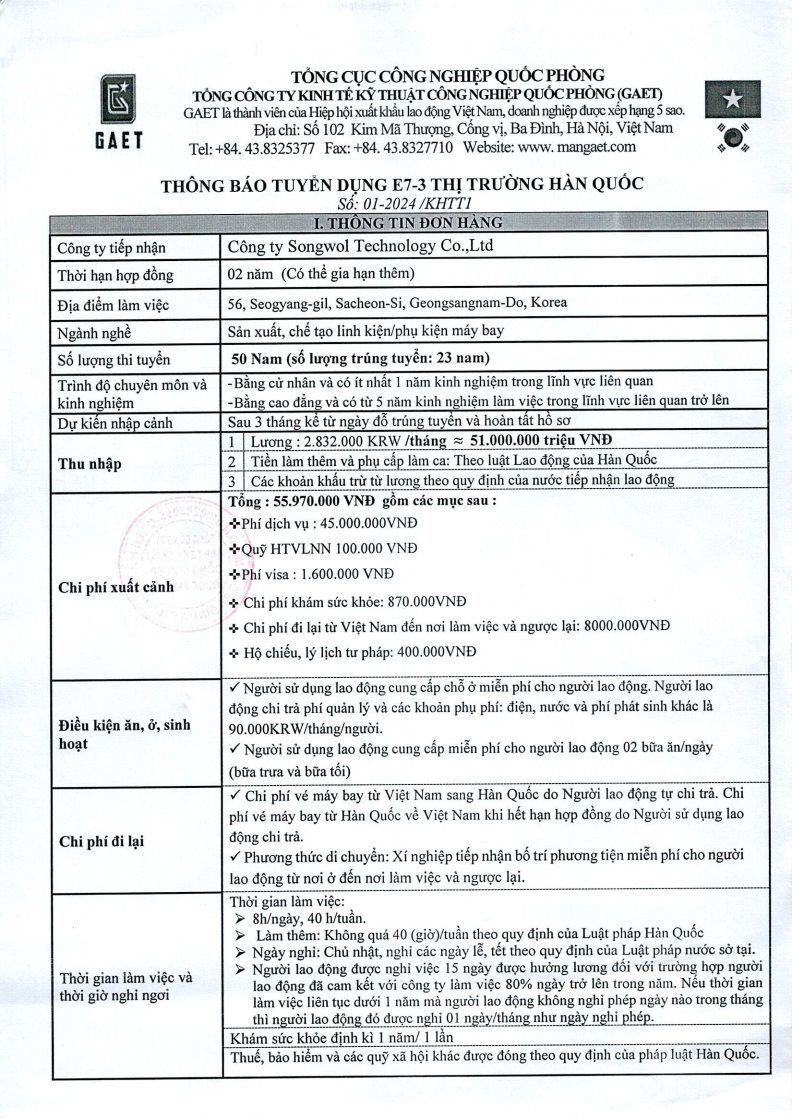 TỔNG CỤC CÔNG NGHIỆP QUỐC PHÒNG
TỔNG CÔNG TY KINH TẾ KỸ THUẬT CÔNG NGHIỆP QUỐC PHÒNG (GAET)
GAET là thành viên của Hiệp hội xuất khẩu lao động Việt Nam, doanh nghiệp được xếp hạng 5 sao.
Địa chỉ: Số 102 Kim Mã Thượng, Cống vị, Ba Đình, Hà Nội, Việt Nam
Tel: +84. 43.8325377 Fax: +84. 43.8327710 Website: www. mangaet.com
GAET
THÔNG BÁO TUYỂN DỤNG E7-3 THỊ TRƯỜNG HÀN QUỐC
Số: 01-2024 /KHTT1
I. THÔNG TIN ĐƠN HÀNG
Công ty tiếp nhận
Công ty Songwol Technology Co.,Ltd
Thời hạn hợp đồng
02 năm (Có thể gia hạn thêm)
Địa điểm làm việc
56, Seogyang-gil, Sacheon-Si, Geongsangnam-Do, Korea
Ngành nghề
Sản xuất, chế tạo linh kiện/phụ kiện máy bay
Số lượng thi tuyển
50 Nam (số lượng trúng tuyển: 23 nam)
Trình độ chuyên môn và
kinh nghiệm
-Bằng cử nhân và có ít nhất 1 năm kinh nghiệm trong lĩnh vực liên quan
-Bằng cao đẳng và có từ 5 năm kinh nghiệm làm việc trong lĩnh vực liên quan trở lên
Dự kiến nhập cảnh
Sau 3 tháng kể từ ngày đỗ trúng tuyển và hoàn tất hồ sơ
Thu nhập
1 Lương : 2.832.000 KRW /tháng ≈ 51.000.000 triệu VNĐ
2 Tiền làm thêm và phụ cấp làm ca: Theo luật Lao động của Hàn Quốc
3 Các khoản khấu trừ từ lương theo quy định của nước tiếp nhận lao động
Chi phí xuất cảnh
Tổng : 55.970.000 VNĐ gồm các mục sau :
❖Phí dịch vụ : 45.000.000VNĐ
❖Quỹ HTVLNN 100.000 VNĐ
❖Phí visa : 1.600.000 VNĐ
❖ Chi phí khám sức khỏe: 870.000VNĐ
❖ Chi phí đi lại từ Việt Nam đến nơi làm việc và ngược lại: 8000.000VNĐ
❖ Hộ chiếu, lý lịch tư pháp: 400.000VNĐ
Điều kiện ăn, ở, sinh
hoạt
✓ Người sử dụng lao động cung cấp chỗ ở miễn phí cho người lao động. Người lao
động chi trả phí quản lý và các khoản phụ phí: điện, nước và phí phát sinh khác là
90.000KRW/tháng/người.
✓ Người sử dụng lao động cung cấp miễn phí cho người lao động 02 bữa ăn/ngày
(bữa trưa và bữa tối)
Chi phí đi lại
✓ Chi phí vé máy bay từ Việt Nam sang Hàn Quốc do Người lao động tự chi trả. Chi
phí vé máy bay từ Hàn Quốc về Việt Nam khi hết hạn hợp đồng do Người sử dụng lao
động chi trả.
✓ Phương thức di chuyển: Xí nghiệp tiếp nhận bố trí phương tiện miễn phí cho người
lao động từ nơi ở đến nơi làm việc và ngược lại.
Thời gian làm việc và
thời giờ nghỉ ngơi
Thời gian làm việc:
➢ 8h/ngày, 40 h/tuần.
➢ Làm thêm: Không quá 40 (giờ)/tuần theo quy định của Luật pháp Hàn Quốc
➢ Ngày nghỉ: Chủ nhật, nghỉ các ngày lễ, tết theo quy định của Luật pháp nước sở tại.
➢ Người lao động được nghỉ việc 15 ngày được hưởng lương đối với trường hợp người
lao động đã cam kết với công ty làm việc 80% ngày trở lên trong năm. Nếu thời gian
làm việc liên tục dưới 1 năm mà người lao động không nghỉ phép ngày nào trong tháng
thì người lao động đó được nghỉ 01 ngày/tháng như ngày nghỉ phép.
Khám sức khỏe định kì 1 năm/ 1 lần
Thuế, bảo hiểm và các quỹ xã hội khác được đóng theo quy định của pháp luật Hàn Quốc.